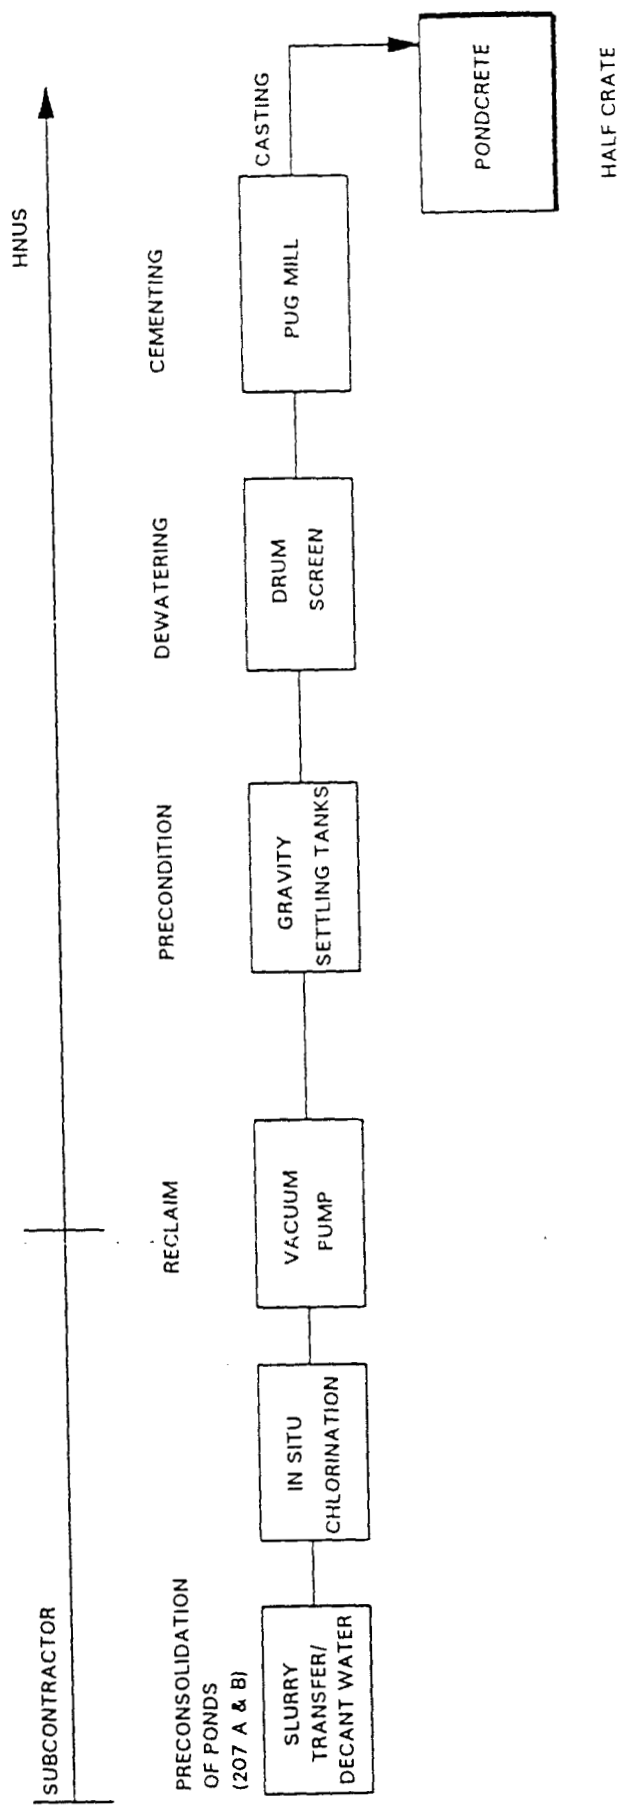 SUBCONTRACTOR
HNUS
PRECONSOLIDATION
OF PONDS
(207 A & B)
RECLAIM
PRECONDITION
DEWATERING
CEMENTING
SLURRY
TRANSFER/
DECANT WATER
IN SITU
CHLORINATION
VACUUM
PUMP
GRAVITY
SETTLING TANKS
DRUM
SCREEN
PUG MILL
CASTING
PONDCRETE
HALF CRATE